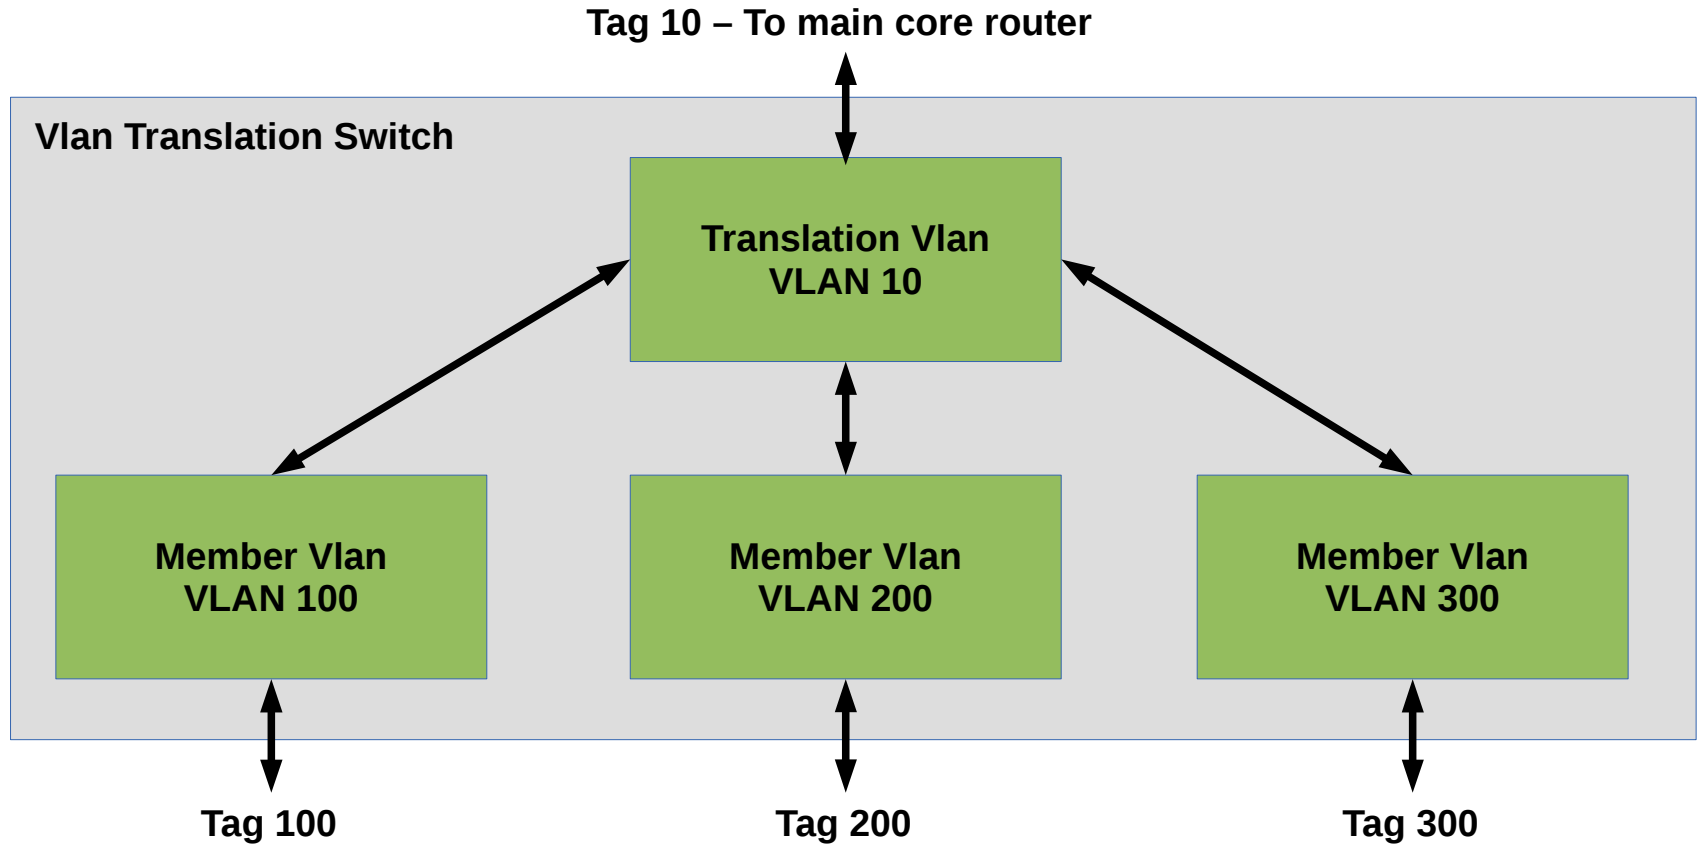 Tag 10 – To main core router
Vlan Translation Switch
Translation Vlan
VLAN 10
Member Vlan
VLAN 100
Member Vlan
VLAN 200
Member Vlan
VLAN 300
Tag 100
Tag 200
Tag 300